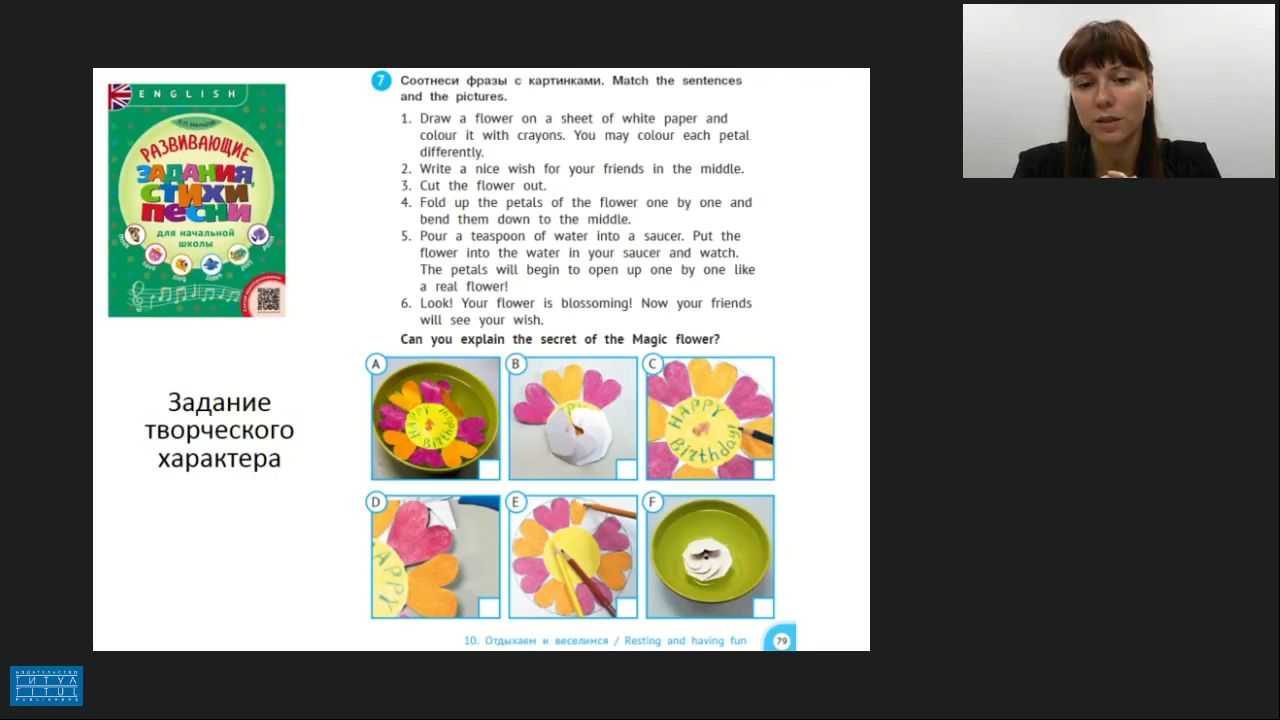 ENGLISH
РАЗВИВАЮЩИЕ
ЗАДАНИЯ,
СТИХИ
ПЕСНИ
для начальной
школы
Задание
творческого
характера
7 Соотнеси фразы с картинками. Match the sentences
and the pictures.
1. Draw a flower on a sheet of white paper and
colour it with crayons. You may colour each petal
differently.
2. Write a nice wish for your friends in the middle.
3. Cut the flower out.
4. Fold up the petals of the flower one by one and
bend them down to the middle.
5. Pour a teaspoon of water into a saucer. Put the
flower into the water in your saucer and watch.
The petals will begin to open up one by one like
a real flower!
6. Look! Your flower is blossoming! Now your friends
will see your wish.
Can you explain the secret of the Magic flower?
A
HAPPY
Birthday
B
C
HAPPY
Birthday!
D
APPY
E
F
10. Отдыхаем и веселимся / Resting and having fun
79
ИЗДАТЕЛЬСТВО
ТИТУЛ
TITUL
PUBLISHERS